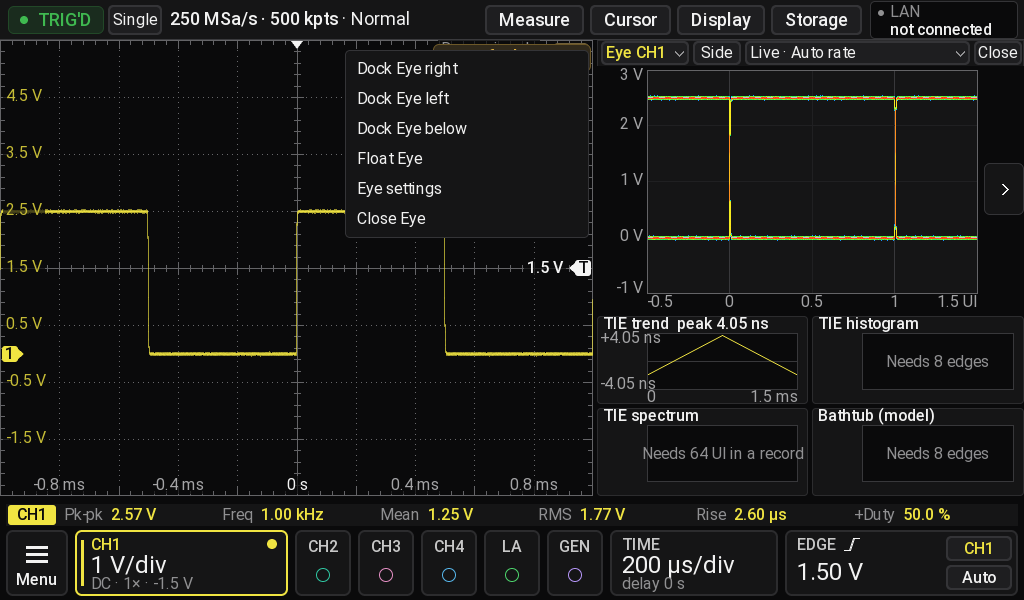 TRIG'D
Single
250 MSa/s · 500 kpts · Normal
Measure
Cursor
Display
Storage
LAN
not connected
Dock Eye right
Dock Eye left
Dock Eye below
Float Eye
Eye settings
Close Eye
4.5 V
3.5 V
2.5 V
1.5 V
0.5 V
-0.5 V
-1.5 V
1
1.5 V
T
-0.8 ms
-0.4 ms
0 s
0.4 ms
0.8 ms
Eye CH1
Side
Live · Auto rate
Close
3 V
2 V
1 V
0 V
-1 V
-0.5
0
0.5
1
1.5 UI
TIE trend peak 4.05 ns
+4.05 ns
-4.05 ns
0
1.5 ms
TIE histogram
Needs 8 edges
TIE spectrum
Needs 64 UI in a record
Bathtub (model)
Needs 8 edges
CH1
Pk-pk 2.57 V
Freq 1.00 kHz
Mean 1.25 V
RMS 1.77 V
Rise 2.60 µs
+Duty 50.0 %
Menu
CH1
1 V/div
DC · 1× · -1.5 V
CH2
CH3
CH4
LA
GEN
TIME
200 µs/div
delay 0 s
EDGE
1.50 V
CH1
Auto